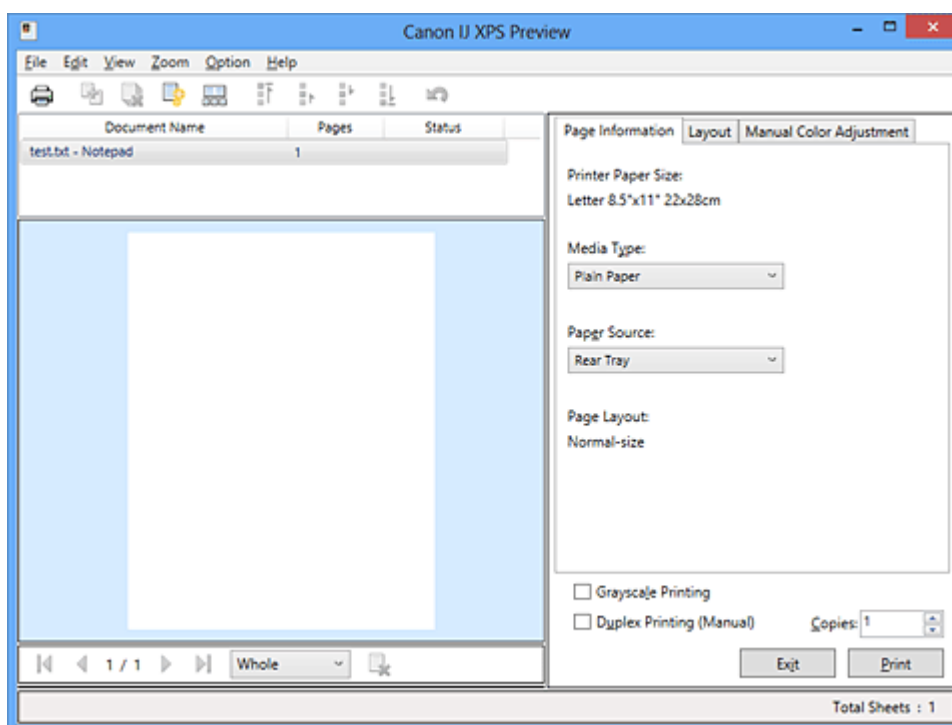 Canon IJ XPS Preview
File Edit View Zoom Option Help
Document Name Pages Status
test.txt - Notepad 1
Page Information Layout Manual Color Adjustment
Printer Paper Size:
Letter 8.5"x11" 22x28cm
Media Type:
Plain Paper
Paper Source:
Rear Tray
Page Layout:
Normal-size
Grayscale Printing
Duplex Printing (Manual) Copies: 1
1 / 1 Whole Exit Print
Total Sheets : 1